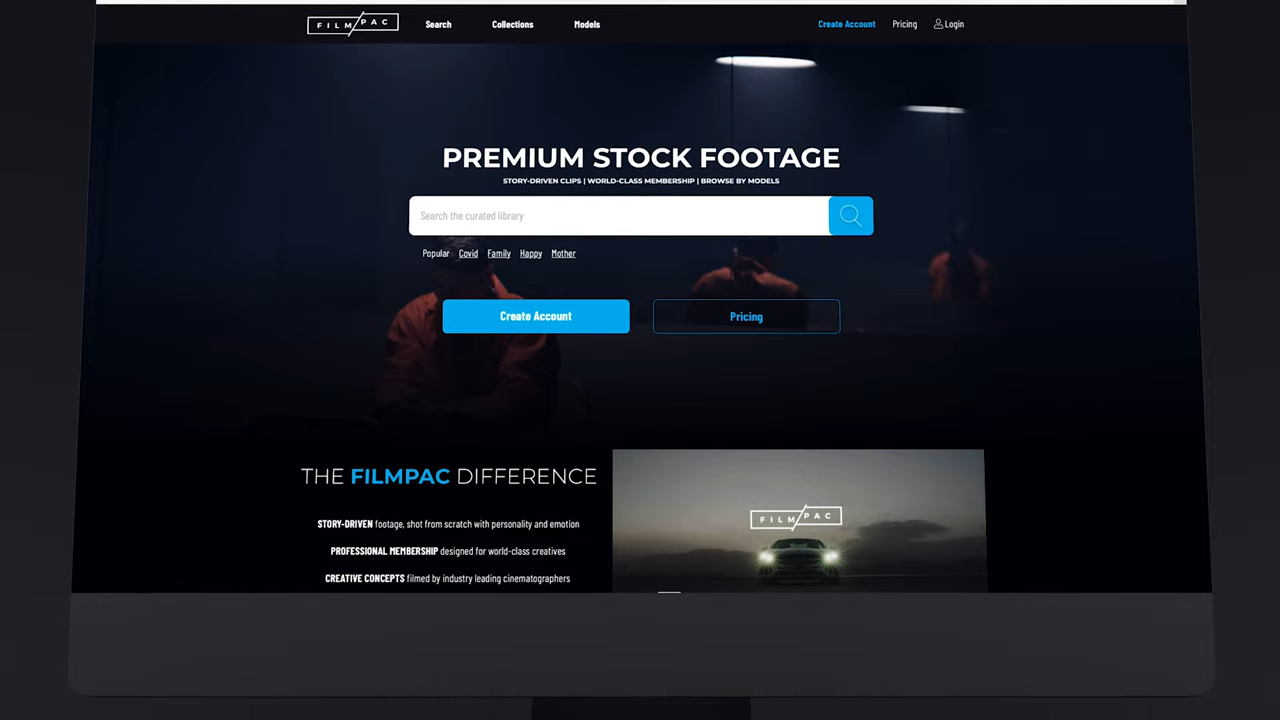 FILMPAC
Search
Collections
Models
Create Account
Pricing
Login
PREMIUM STOCK FOOTAGE
STORY-DRIVEN CLIPS | WORLD-CLASS MEMBERSHIP | BROWSE BY MODELS
Search the curated library
Popular Covid Family Happy Mother
Create Account
Pricing
THE FILMPAC DIFFERENCE
STORY-DRIVEN footage, shot from scratch with personality and emotion
PROFESSIONAL MEMBERSHIP designed for world-class creatives
CREATIVE CONCEPTS filmed by industry leading cinematographers
FILMPAC